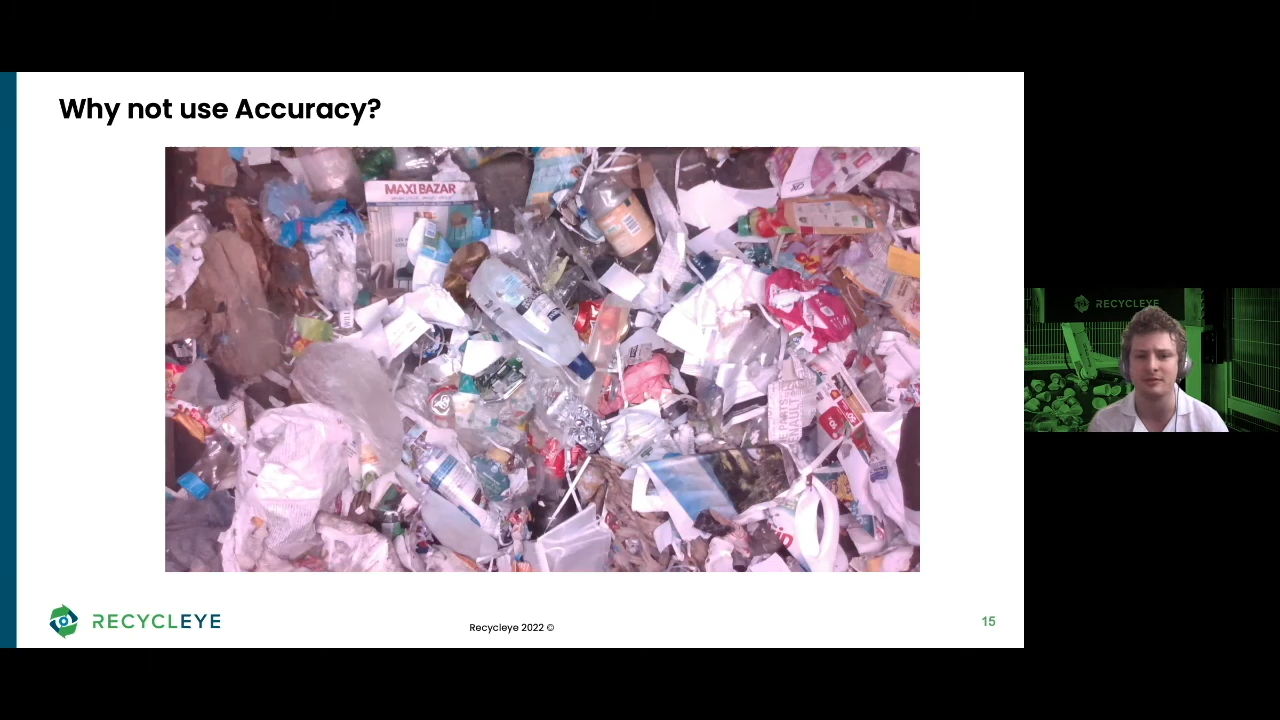 Why not use Accuracy?
MAXI BAZAR
RECYCLEYE
RECYCLEYE
Recycleye 2022 ©
15